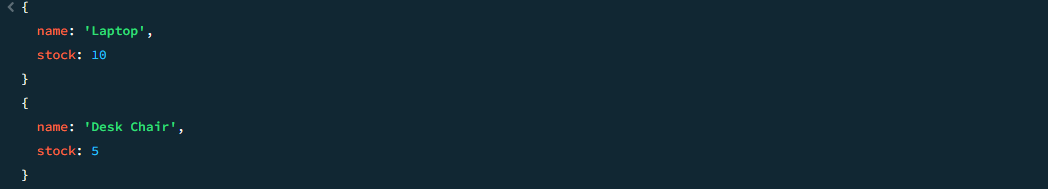 {
name: 'Laptop',
stock: 10
}
{
name: 'Desk Chair',
stock: 5
}